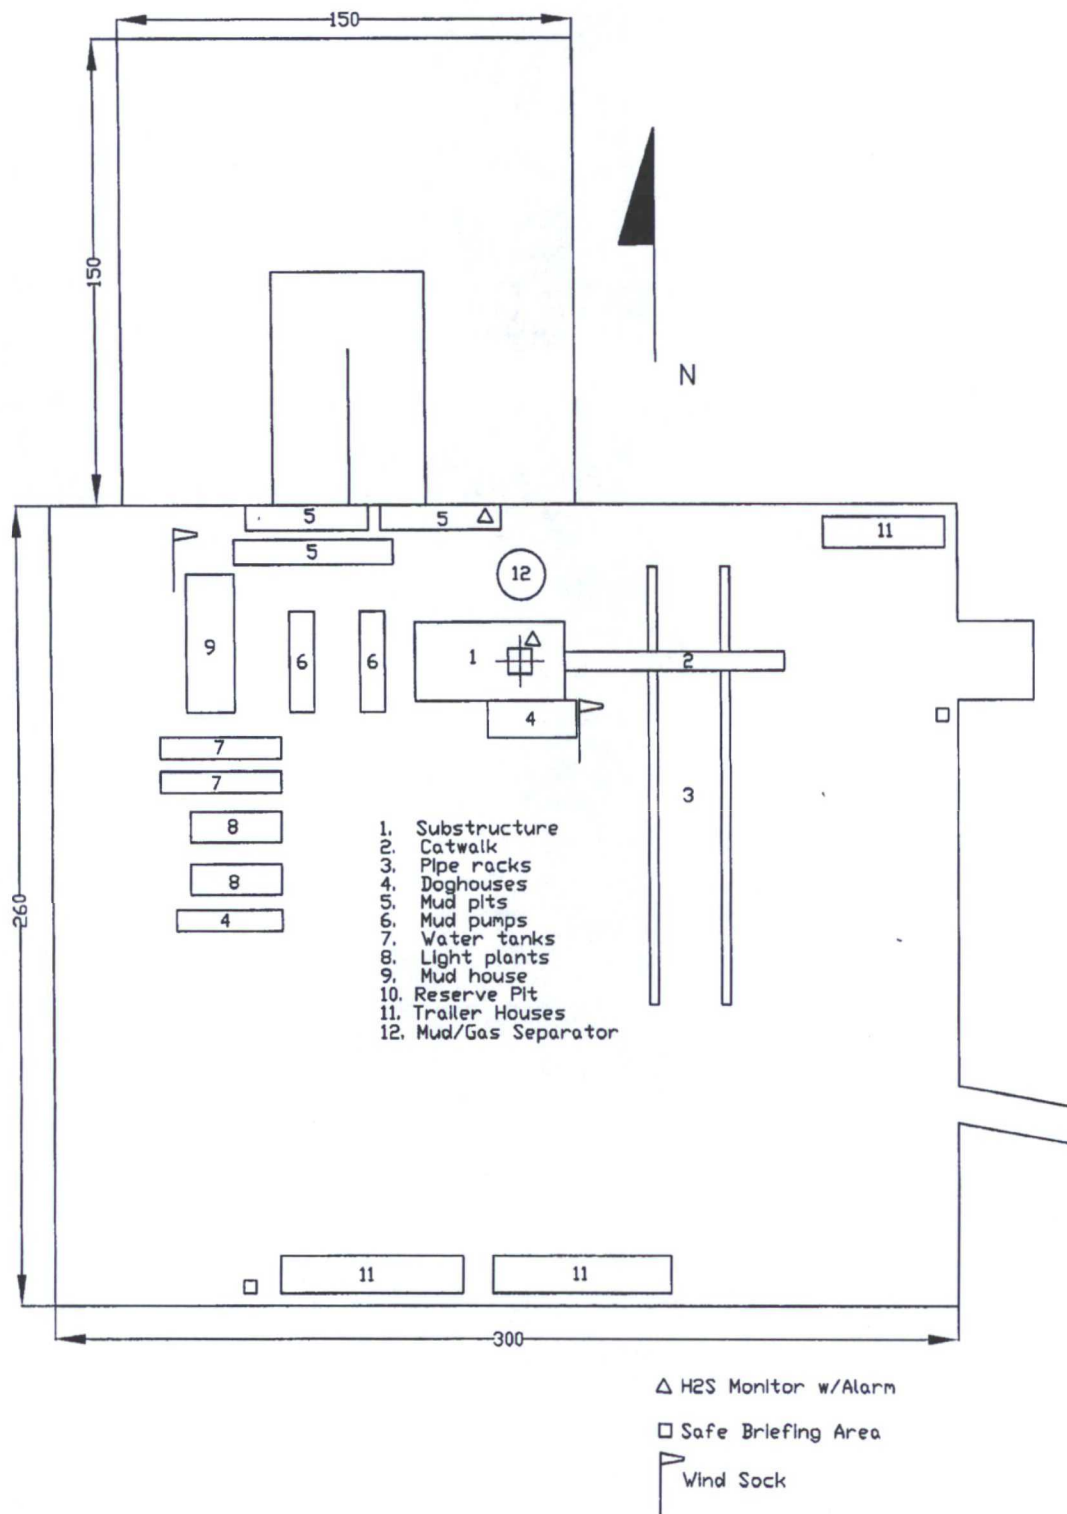 150
150
N
5
5
11
5
12
9
6
6
1
2
4
7
7
3
8
8
4
260
1. Substructure
2. Catwalk
3. Pipe racks
4. Doghouses
5. Mud pits
6. Mud pumps
7. Water tanks
8. Light plants
9. Mud house
10. Reserve Pit
11. Trailer Houses
12. Mud/Gas Separator
11
11
300
H2S Monitor w/Alarm
Safe Briefing Area
Wind Sock